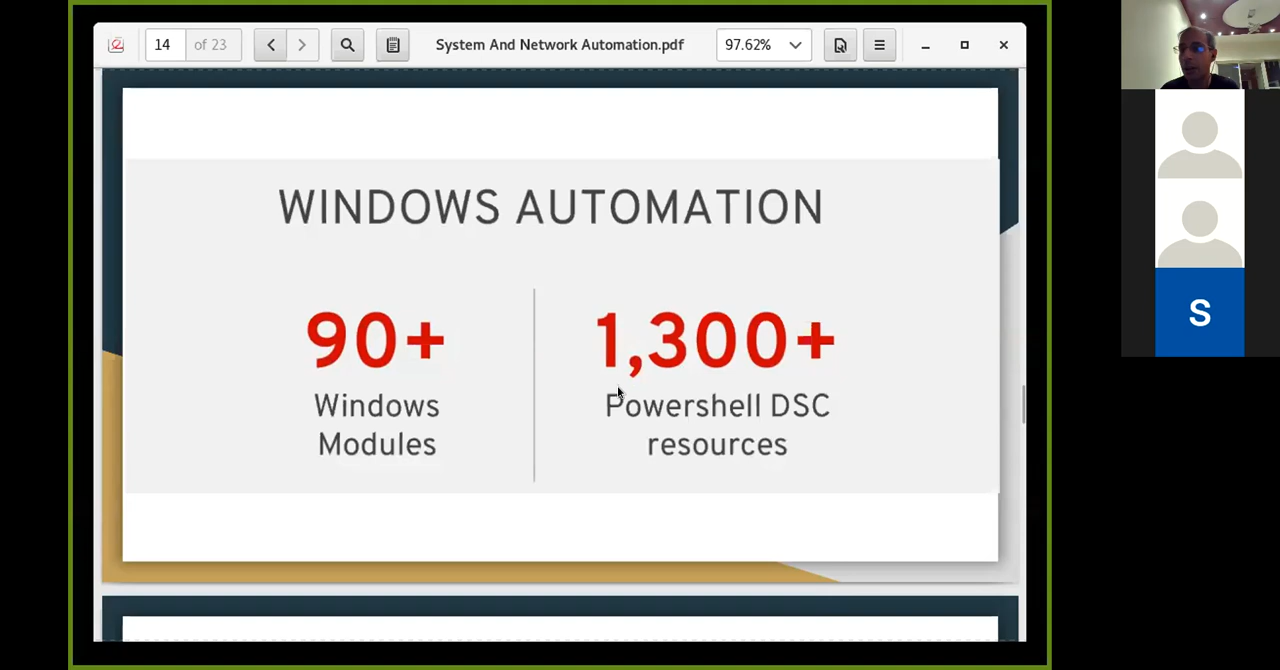 14 of 23
System And Network Automation.pdf
97.62%
WINDOWS AUTOMATION
90+
1,300+
Windows
Modules
Powershell DSC
resources
S